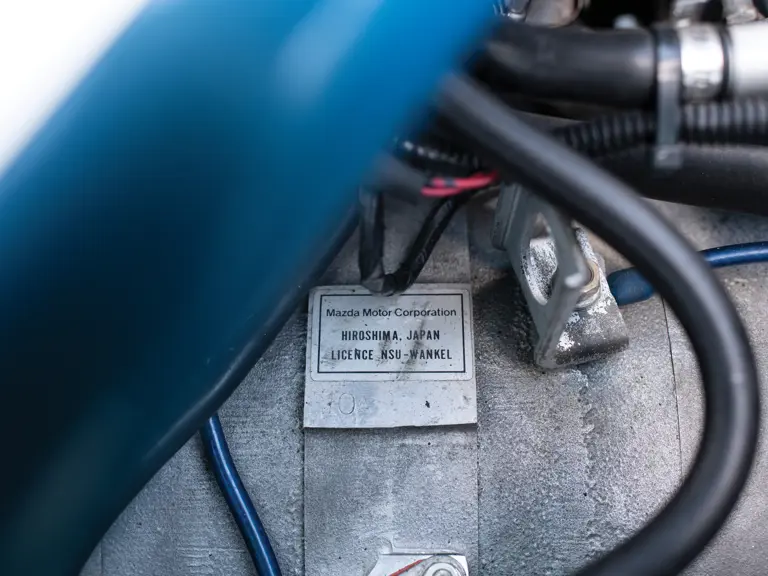 Mazda Motor Corporation
HIROSHIMA, JAPAN
LICENCE NSU-WANKEL